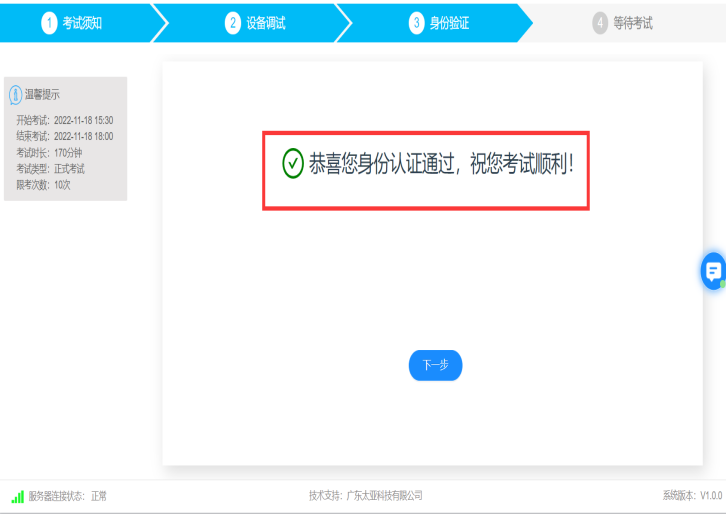 1 考试须知
2 设备调试
3 身份验证
4 等待考试
温馨提示
开始考试： 2022-11-18 15:30
结束考试： 2022-11-18 18:00
考试时长： 170分钟
考试类型： 正式考试
限考次数： 10次
恭喜您身份认证通过，祝您考试顺利！
下一步
服务器连接状态： 正常
技术支持：广东太亚科技有限公司
系统版本： V1.0.0